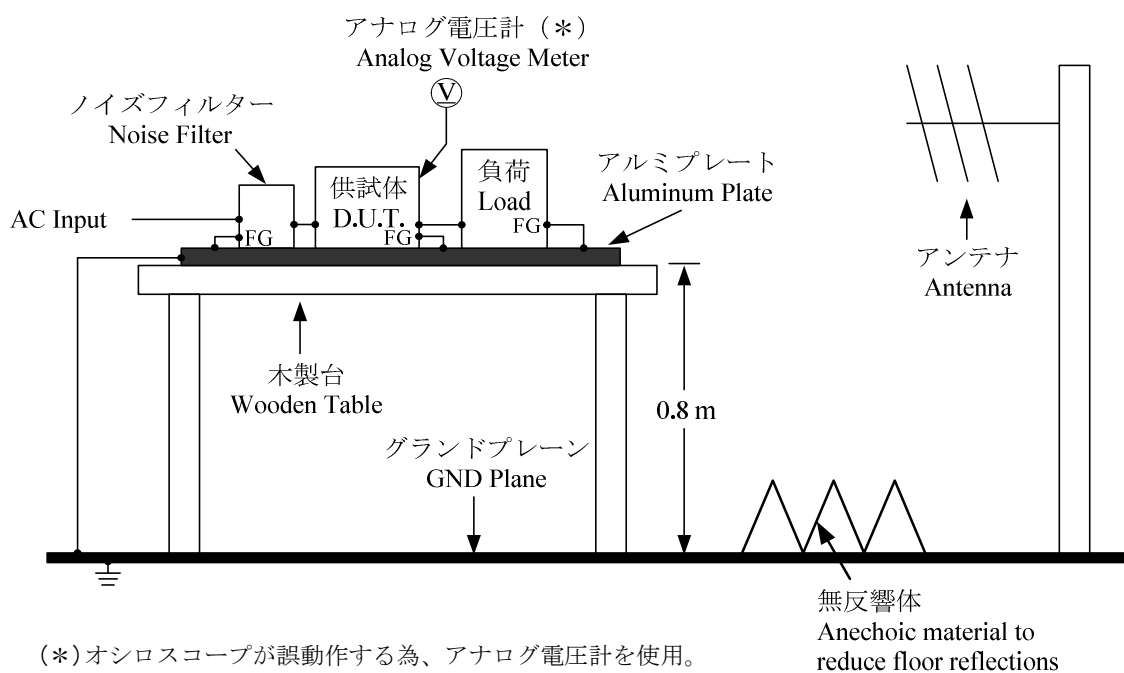 アナログ電圧計（*）
Analog Voltage Meter
V
ノイズフィルター
Noise Filter
供試体
D.U.T.
負荷
Load
アルミプレート
Aluminum Plate
AC Input
FG
FG
FG
アンテナ
Antenna
木製台
Wooden Table
0.8 m
グランドプレーン
GND Plane
無反響体
Anechoic material to
reduce floor reflections
(*)オシロスコープが誤動作する為、アナログ電圧計を使用。